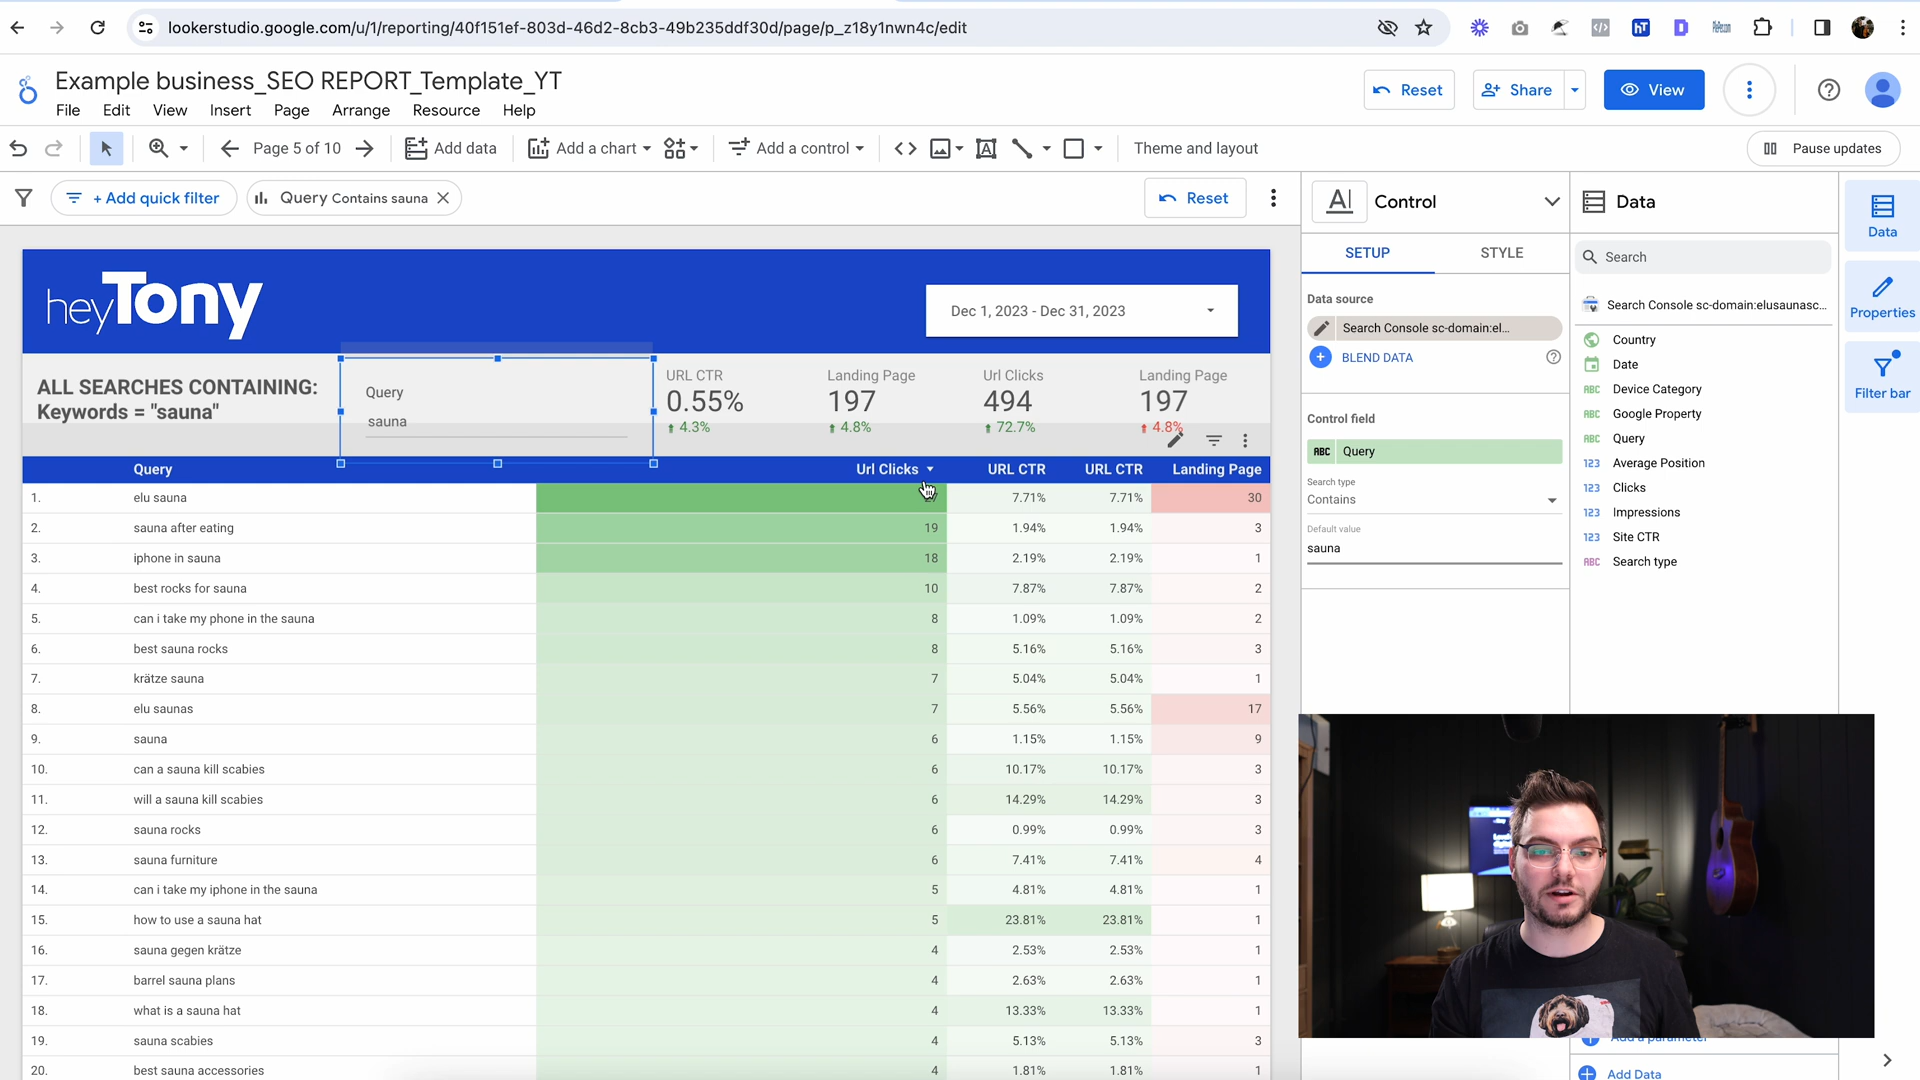 lookerstudio.google.com/u/1/reporting/40f151ef-803d-46d2-8cb3-49b235ddf30d/page/p_z18y1nwn4c/edit
Example business_SEO REPORT_Template_YT
Reset
Share
View
File Edit View Insert Page Arrange Resource Help
Page 5 of 10
Add data
Add a chart
Add a control
Theme and layout
Pause updates
+ Add quick filter
Query Contains sauna
Reset
heyTony
Dec 1, 2023 - Dec 31, 2023
ALL SEARCHES CONTAINING:
Keywords = "sauna"
Query
sauna
URL CTR
0.55%
4.3%
Landing Page
197
4.8%
Url Clicks
494
72.7%
Landing Page
197
4.8%
Query Url Clicks URL CTR URL CTR Landing Page
1. elu sauna 7.71% 7.71% 30
2. sauna after eating 19 1.94% 1.94% 3
3. iphone in sauna 18 2.19% 2.19% 1
4. best rocks for sauna 10 7.87% 7.87% 2
5. can i take my phone in the sauna 8 1.09% 1.09% 2
6. best sauna rocks 8 5.16% 5.16% 3
7. krätze sauna 7 5.04% 5.04% 1
8. elu saunas 7 5.56% 5.56% 17
9. sauna 6 1.15% 1.15% 9
10. can a sauna kill scabies 6 10.17% 10.17% 3
11. will a sauna kill scabies 6 14.29% 14.29% 3
12. sauna rocks 6 0.99% 0.99% 3
13. sauna furniture 6 7.41% 7.41% 4
14. can i take my iphone in the sauna 5 4.81% 4.81% 1
15. how to use a sauna hat 5 23.81% 23.81% 1
16. sauna gegen krätze 4 2.53% 2.53% 1
17. barrel sauna plans 4 2.63% 2.63% 1
18. what is a sauna hat 4 13.33% 13.33% 1
19. sauna scabies 4 5.13% 5.13% 3
20. best sauna accessories 4 1.81% 1.81% 1
Control
SETUP STYLE
Data source
Search Console sc-domain:el...
BLEND DATA
Control field
ABC Query
Search type
Contains
Default value
sauna
Data
Search
Search Console sc-domain:elusaunasc...
Country
Date
ABC Device Category
ABC Google Property
ABC Query
123 Average Position
123 Clicks
123 Impressions
123 Site CTR
ABC Search type
Add a parameter
Add Data
Data
Properties
Filter bar